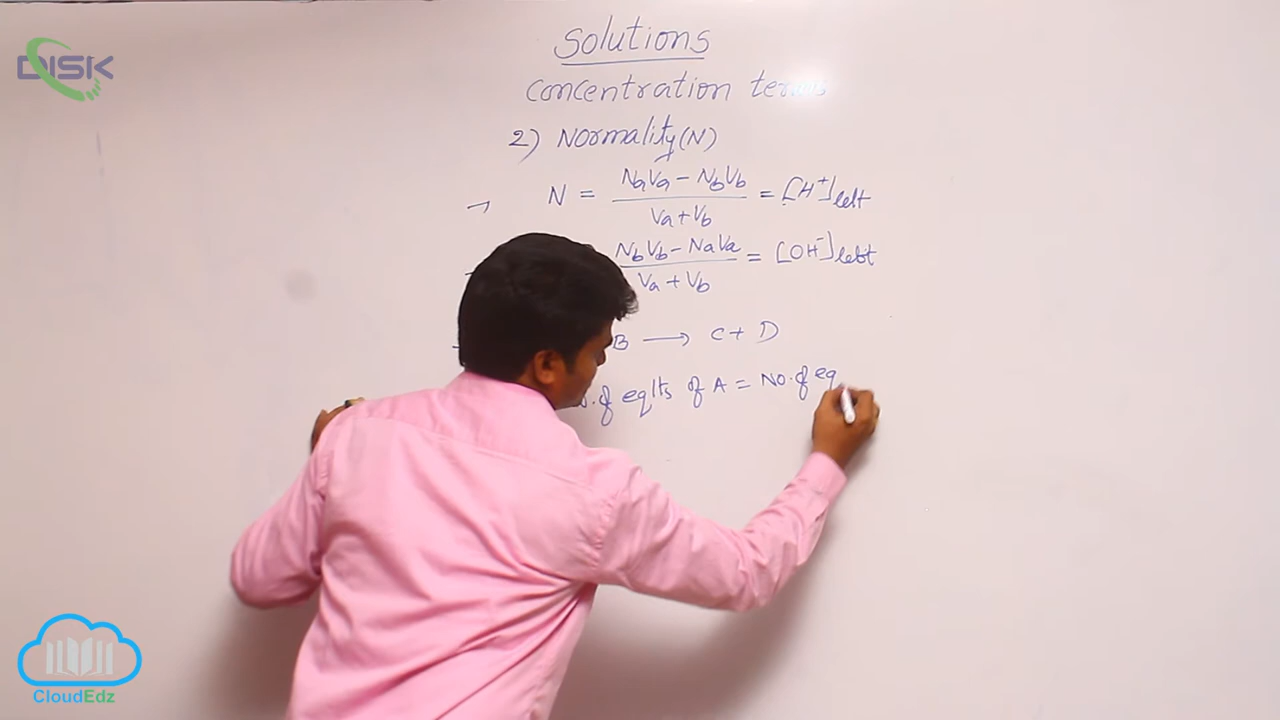 DISK
Solutions
concentration terms
2) Normality(N)
→ N = NaVa - NbVb / Va + Vb = [H+]left
NbVb - NaVa / Va + Vb = [OH-]left
B → C + D
of eqlts of A = No. of eq
CloudEdz